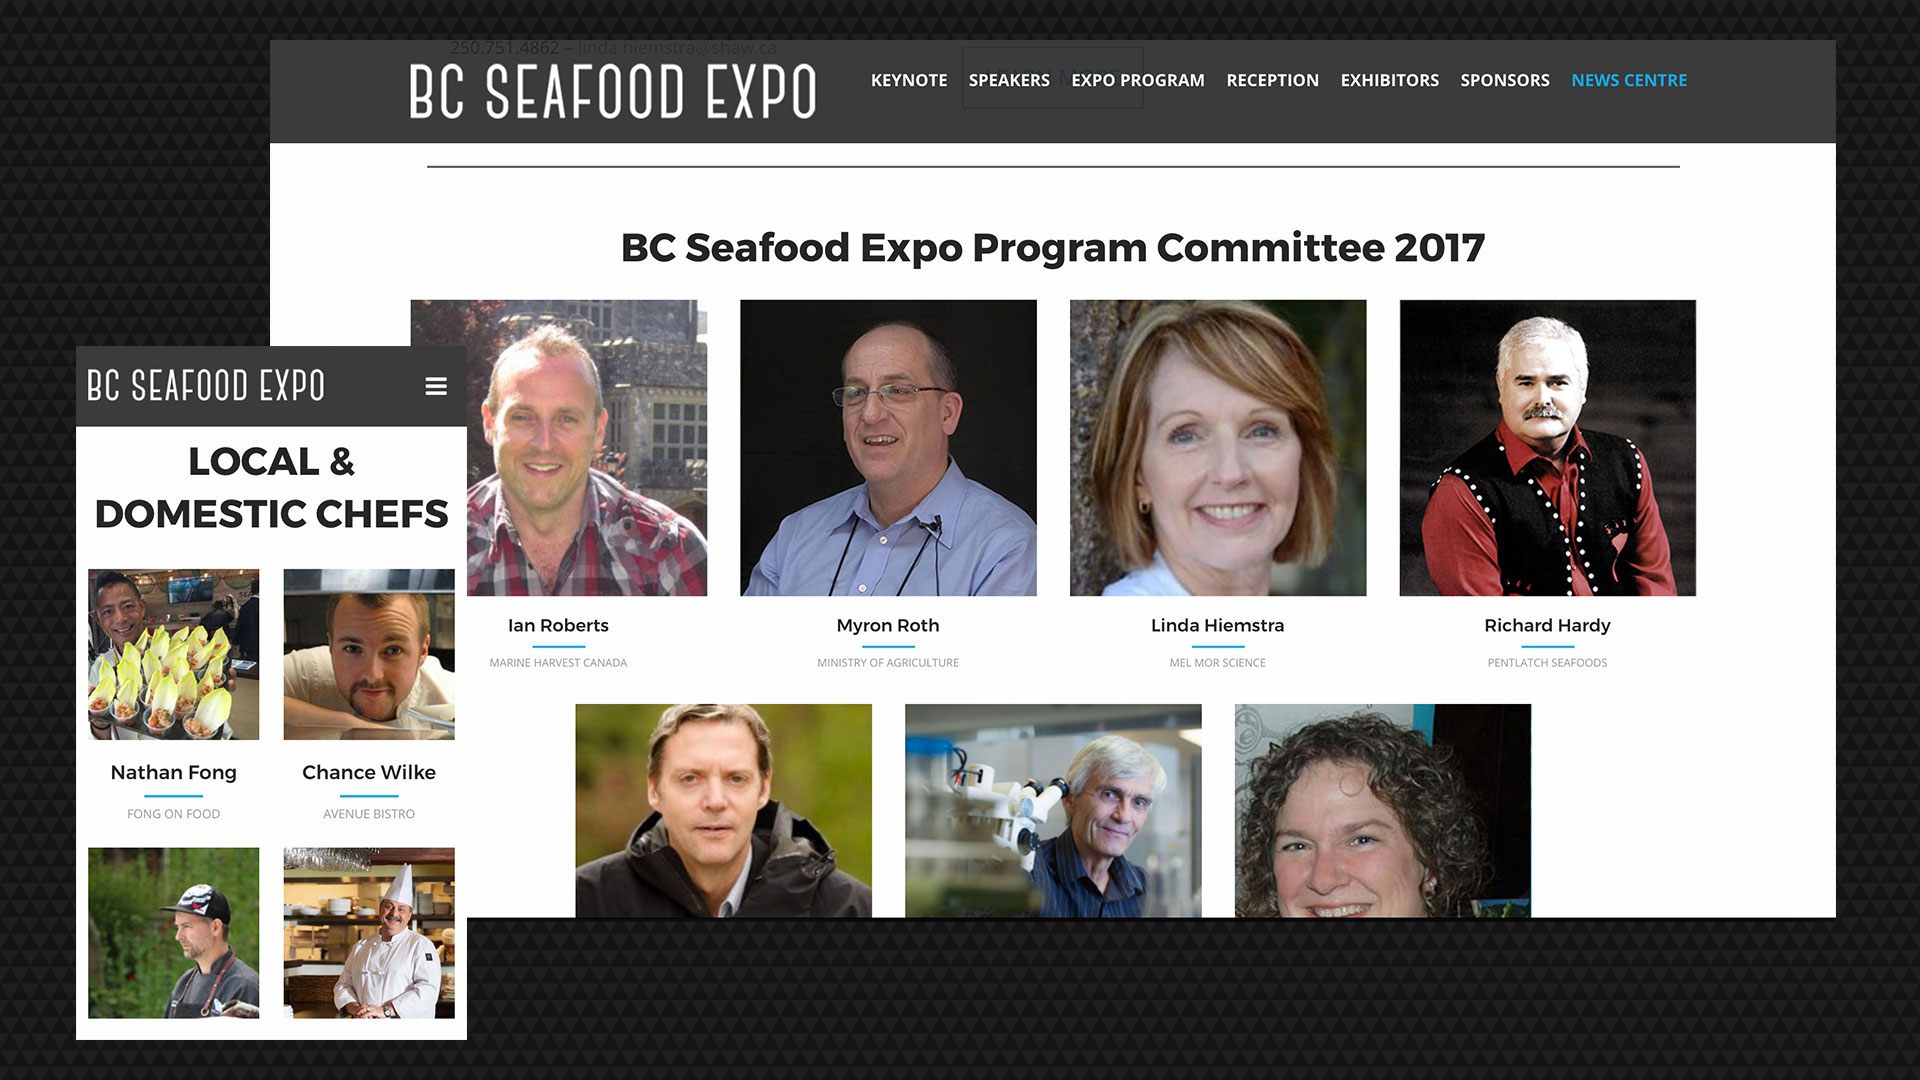 250.751.4862 – linda.hiemstra@shaw.ca
BC SEAFOOD EXPO
KEYNOTE SPEAKERS EXPO PROGRAM RECEPTION EXHIBITORS SPONSORS NEWS CENTRE
BC Seafood Expo Program Committee 2017
Ian Roberts
MARINE HARVEST CANADA
Myron Roth
MINISTRY OF AGRICULTURE
Linda Hiemstra
MEL MOR SCIENCE
Richard Hardy
PENTLATCH SEAFOODS
BC SEAFOOD EXPO
LOCAL &
DOMESTIC CHEFS
Nathan Fong
FONG ON FOOD
Chance Wilke
AVENUE BISTRO